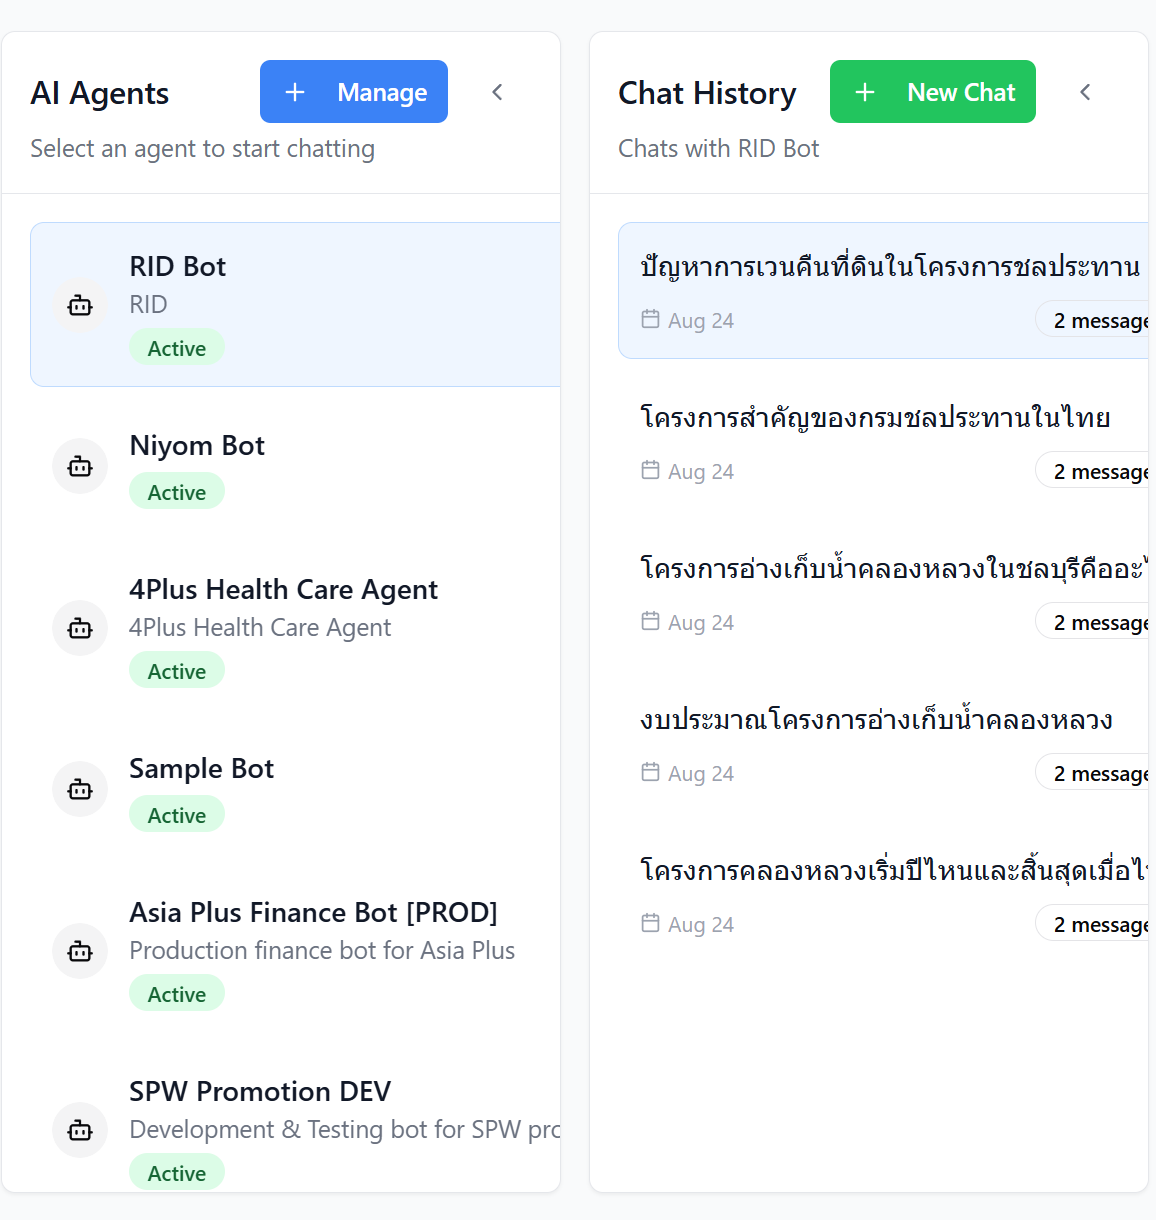 AI Agents
Manage
Select an agent to start chatting
RID Bot
RID
Active
Niyom Bot
Active
4Plus Health Care Agent
4Plus Health Care Agent
Active
Sample Bot
Active
Asia Plus Finance Bot [PROD]
Production finance bot for Asia Plus
Active
SPW Promotion DEV
Development & Testing bot for SPW pro
Active
Chat History
New Chat
Chats with RID Bot
ปัญหาการเวนคืนที่ดินในโครงการชลประทาน
Aug 24
2 message
โครงการสำคัญของกรมชลประทานในไทย
Aug 24
2 message
โครงการอ่างเก็บน้ำคลองหลวงในชลบุรีคืออะไ
Aug 24
2 message
งบประมาณโครงการอ่างเก็บน้ำคลองหลวง
Aug 24
2 message
โครงการคลองหลวงเริ่มปีไหนและสิ้นสุดเมื่อไ
Aug 24
2 message